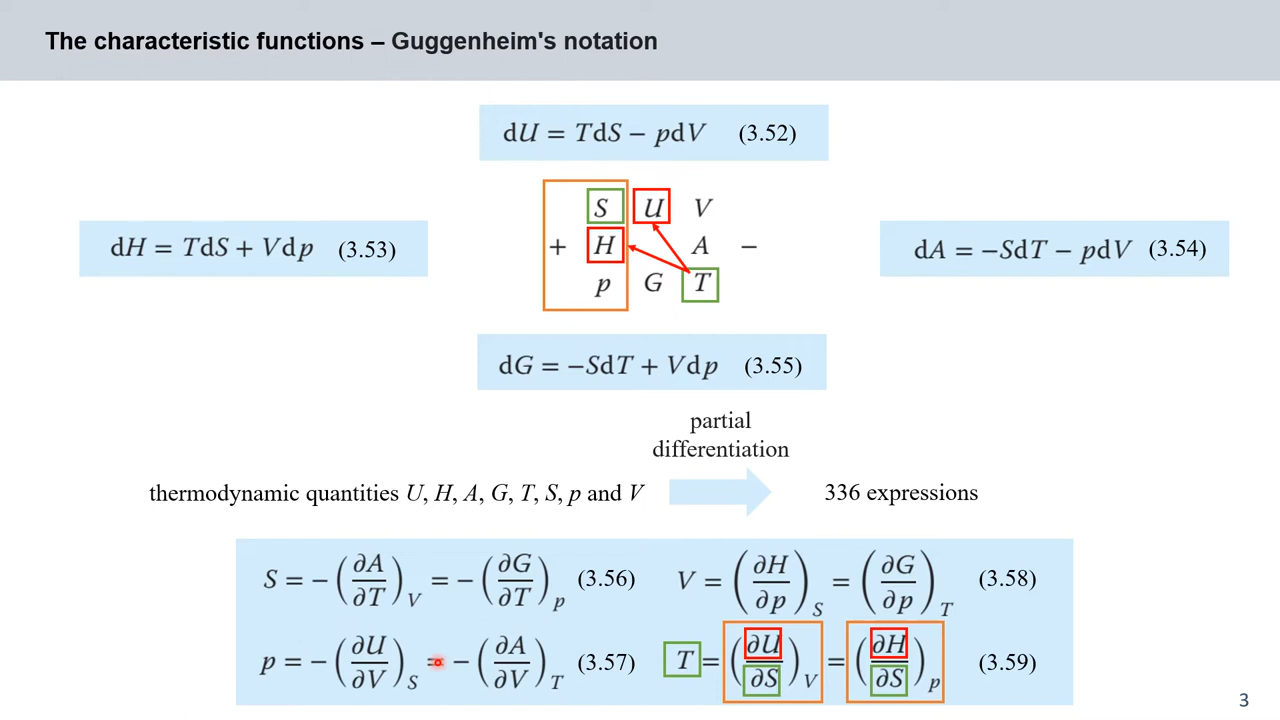 The characteristic functions – Guggenheim's notation
dU = TdS − pdV (3.52)
S U V
dH = TdS + Vdp (3.53)
+ H A −
dA = −SdT − pdV (3.54)
p G T
dG = −SdT + Vdp (3.55)
partial
differentiation
thermodynamic quantities U, H, A, G, T, S, p and V
336 expressions
S = −(∂A/∂T)_V = −(∂G/∂T)_p (3.56)
V = (∂H/∂p)_S = (∂G/∂p)_T (3.58)
p = −(∂U/∂V)_S = −(∂A/∂V)_T (3.57)
T = (∂U/∂S)_V = (∂H/∂S)_p (3.59)
3